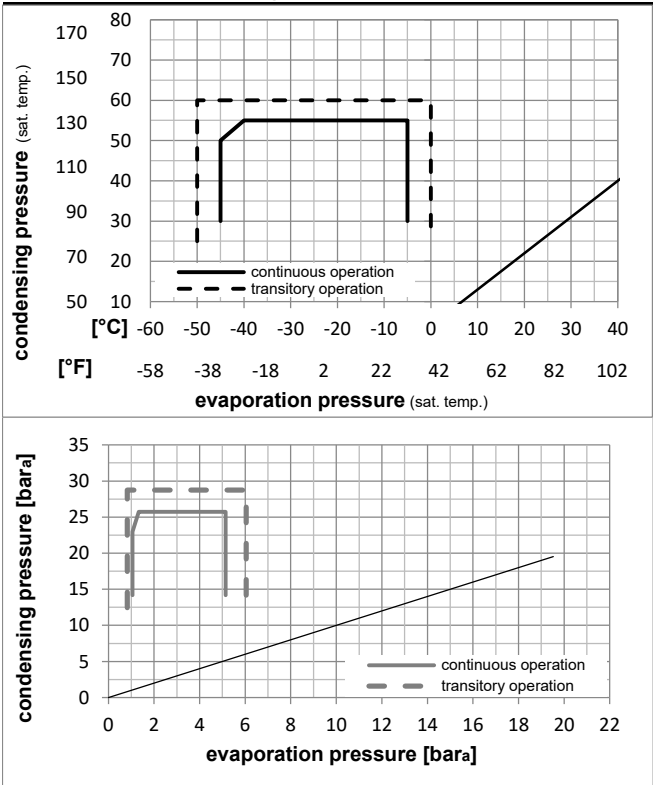 condensing pressure (sat. temp.)
170 80
70
150
60
130
50
110
40
90
30
70
20
50 10
continuous operation
transitory operation
[°C] -60 -50 -40 -30 -20 -10 0 10 20 30 40
[°F] -58 -38 -18 2 22 42 62 82 102
evaporation pressure (sat. temp.)
condensing pressure [bara]
35
30
25
20
15
10
5
0
continuous operation
transitory operation
0 2 4 6 8 10 12 14 16 18 20 22
evaporation pressure [bara]